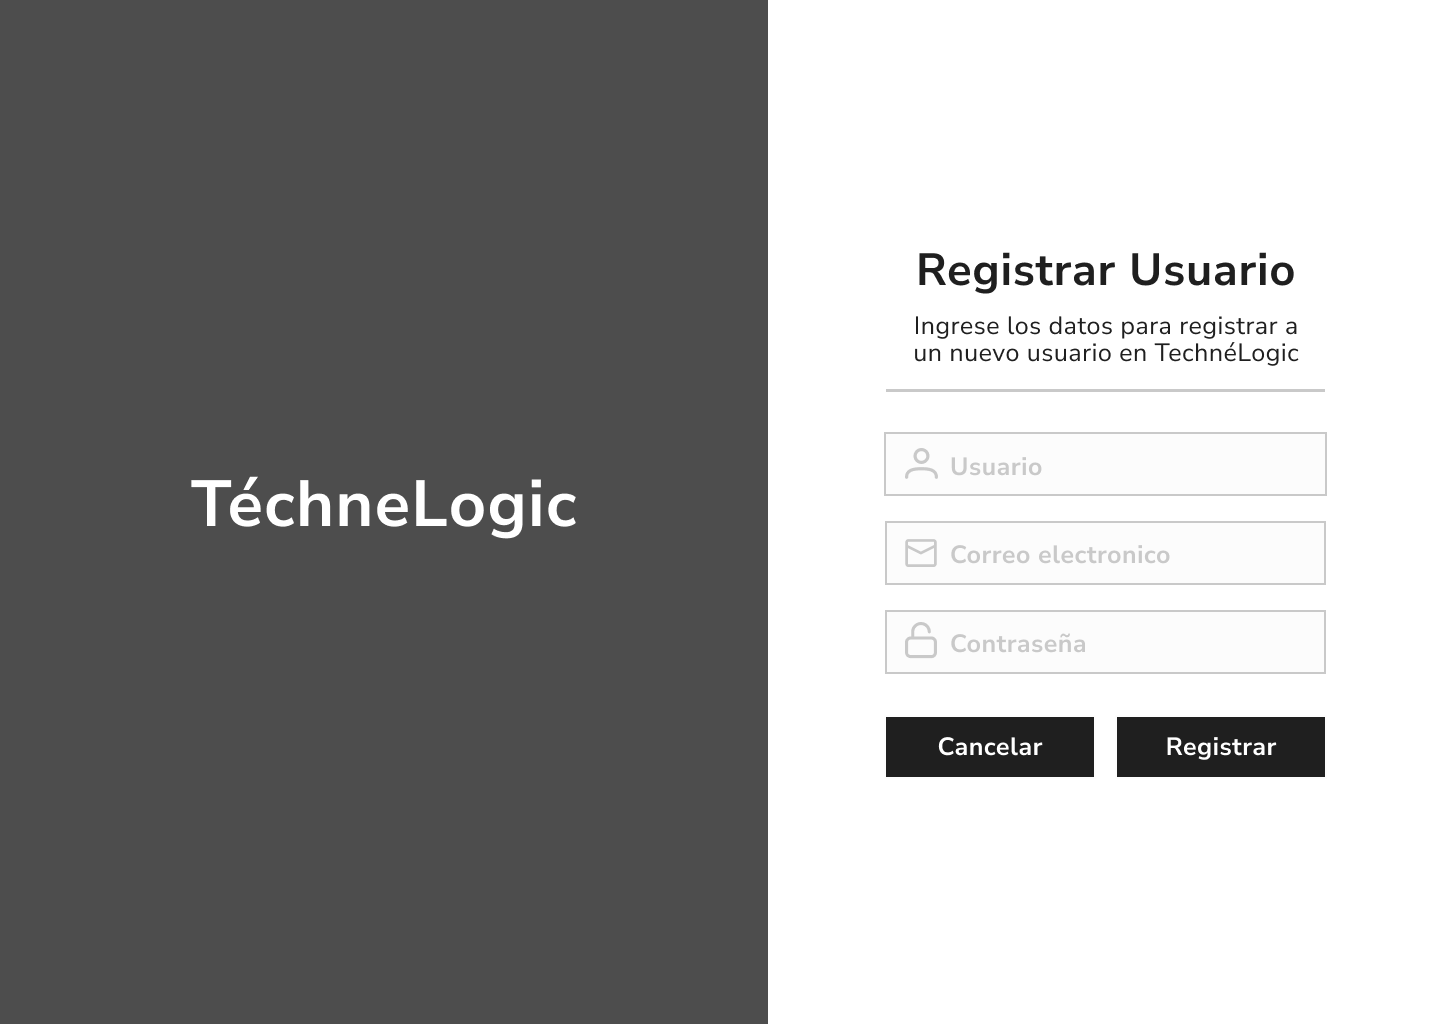 TéchneLogic
Registrar Usuario
Ingrese los datos para registrar a
un nuevo usuario en TechnéLogic
Usuario
Correo electronico
Contraseña
Cancelar
Registrar